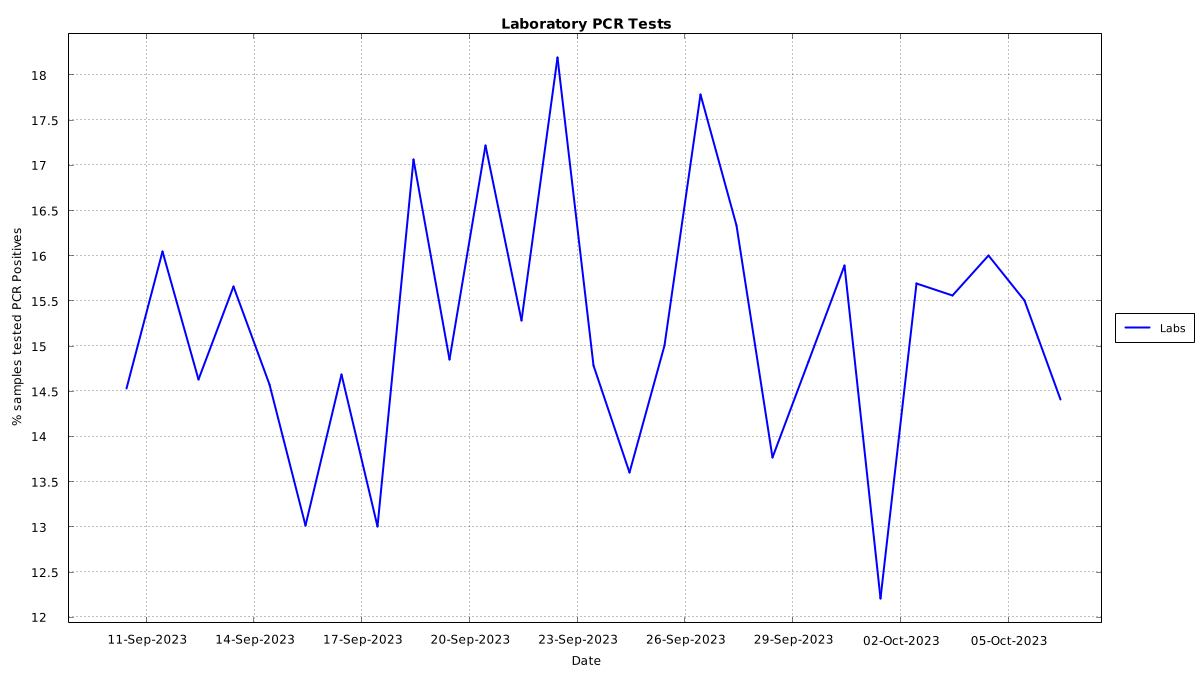 Laboratory PCR Tests
18
17.5
17
16.5
16
15.5
15
14.5
14
13.5
13
12.5
12
% samples tested PCR Positives
11-Sep-2023 14-Sep-2023 17-Sep-2023 20-Sep-2023 23-Sep-2023 26-Sep-2023 29-Sep-2023 02-Oct-2023 05-Oct-2023
Date
Labs